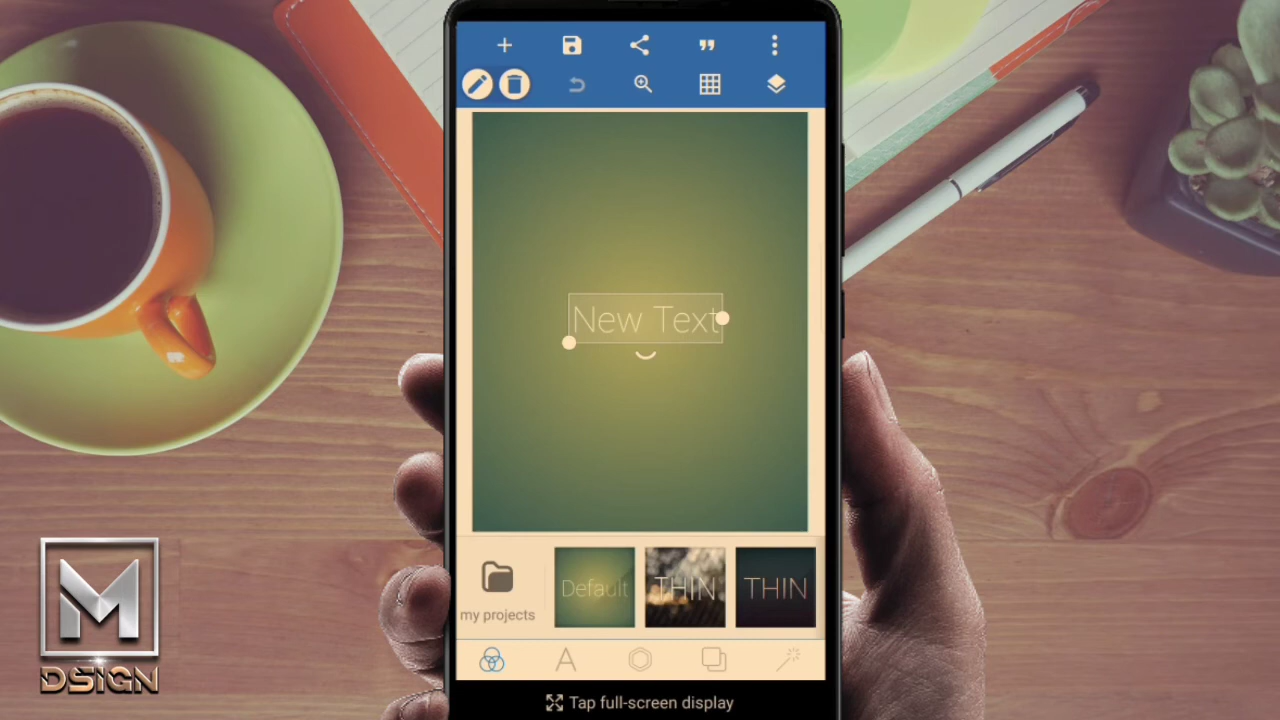 New Text
my projects
Default
THIN
THIN
Tap full-screen display
M
DSIGN